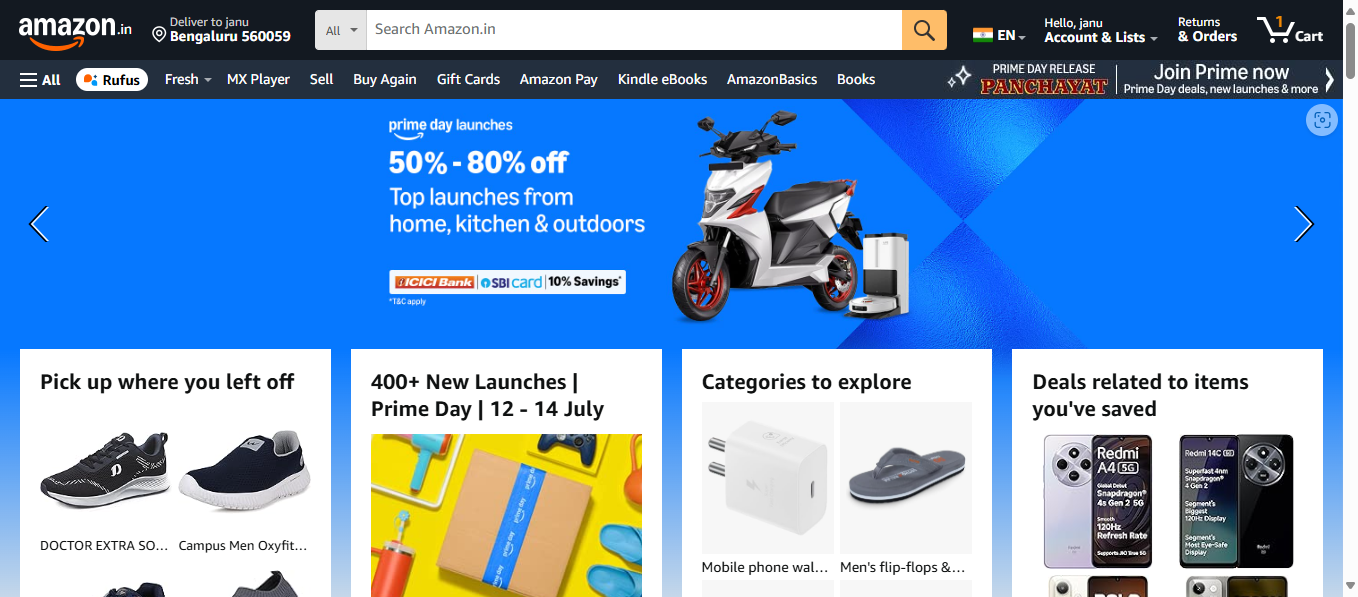 amazon.in
Deliver to janu
Bengaluru 560059
All
Search Amazon.in
EN
Hello, janu
Account & Lists
Returns
& Orders
1
Cart
All
Rufus
Fresh
MX Player
Sell
Buy Again
Gift Cards
Amazon Pay
Kindle eBooks
AmazonBasics
Books
PRIME DAY RELEASE
PANCHAYAT
Join Prime now
Prime Day deals, new launches & more
prime day launches
50% - 80% off
Top launches from
home, kitchen & outdoors
ICICI Bank SBI card 10% Savings*
*T&C apply
Pick up where you left off
DOCTOR EXTRA SO...
Campus Men Oxyfit...
400+ New Launches |
Prime Day | 12 - 14 July
prime day
prime day
prime day
Categories to explore
Mobile phone wal...
Men's flip-flops &...
Deals related to items
you've saved
Redmi
A4 5G
Global Debut
Snapdragon®
4s Gen 2 5G
Smooth
120Hz
Refresh Rate
Supports JIO True 5G
Redmi 14C 5G
Superfast 4nm
Snapdragon®
4 Gen 2
Segment's
Biggest
120Hz Display
Segment's
Most Eye-Safe
Display